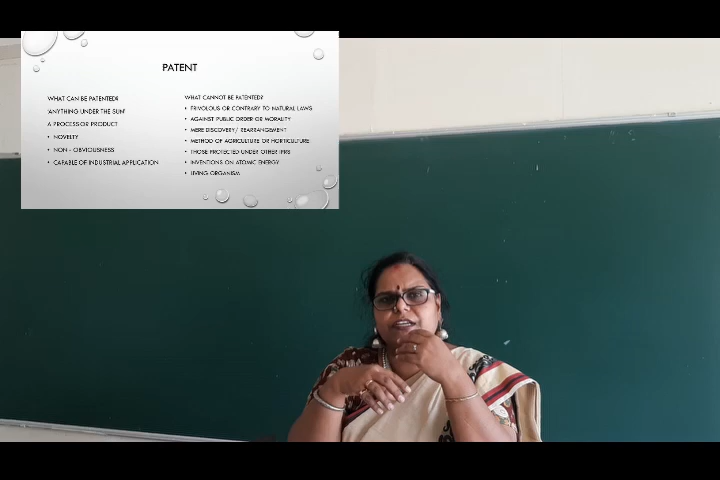 PATENT
WHAT CAN BE PATENTED?
'ANYTHING UNDER THE SUN'
A PROCESS OR PRODUCT
• NOVELTY
• NON - OBVIOUSNESS
• CAPABLE OF INDUSTRIAL APPLICATION
WHAT CANNOT BE PATENTED?
• FRIVOLOUS OR CONTRARY TO NATURAL LAWS
• AGAINST PUBLIC ORDER OR MORALITY
• MERE DISCOVERY/ REARRANGEMENT
• METHOD OF AGRICULTURE OR HORTICULTURE
• THOSE PROTECTED UNDER OTHER IPRS
• INVENTIONS ON ATOMIC ENERGY
• LIVING ORGANISM